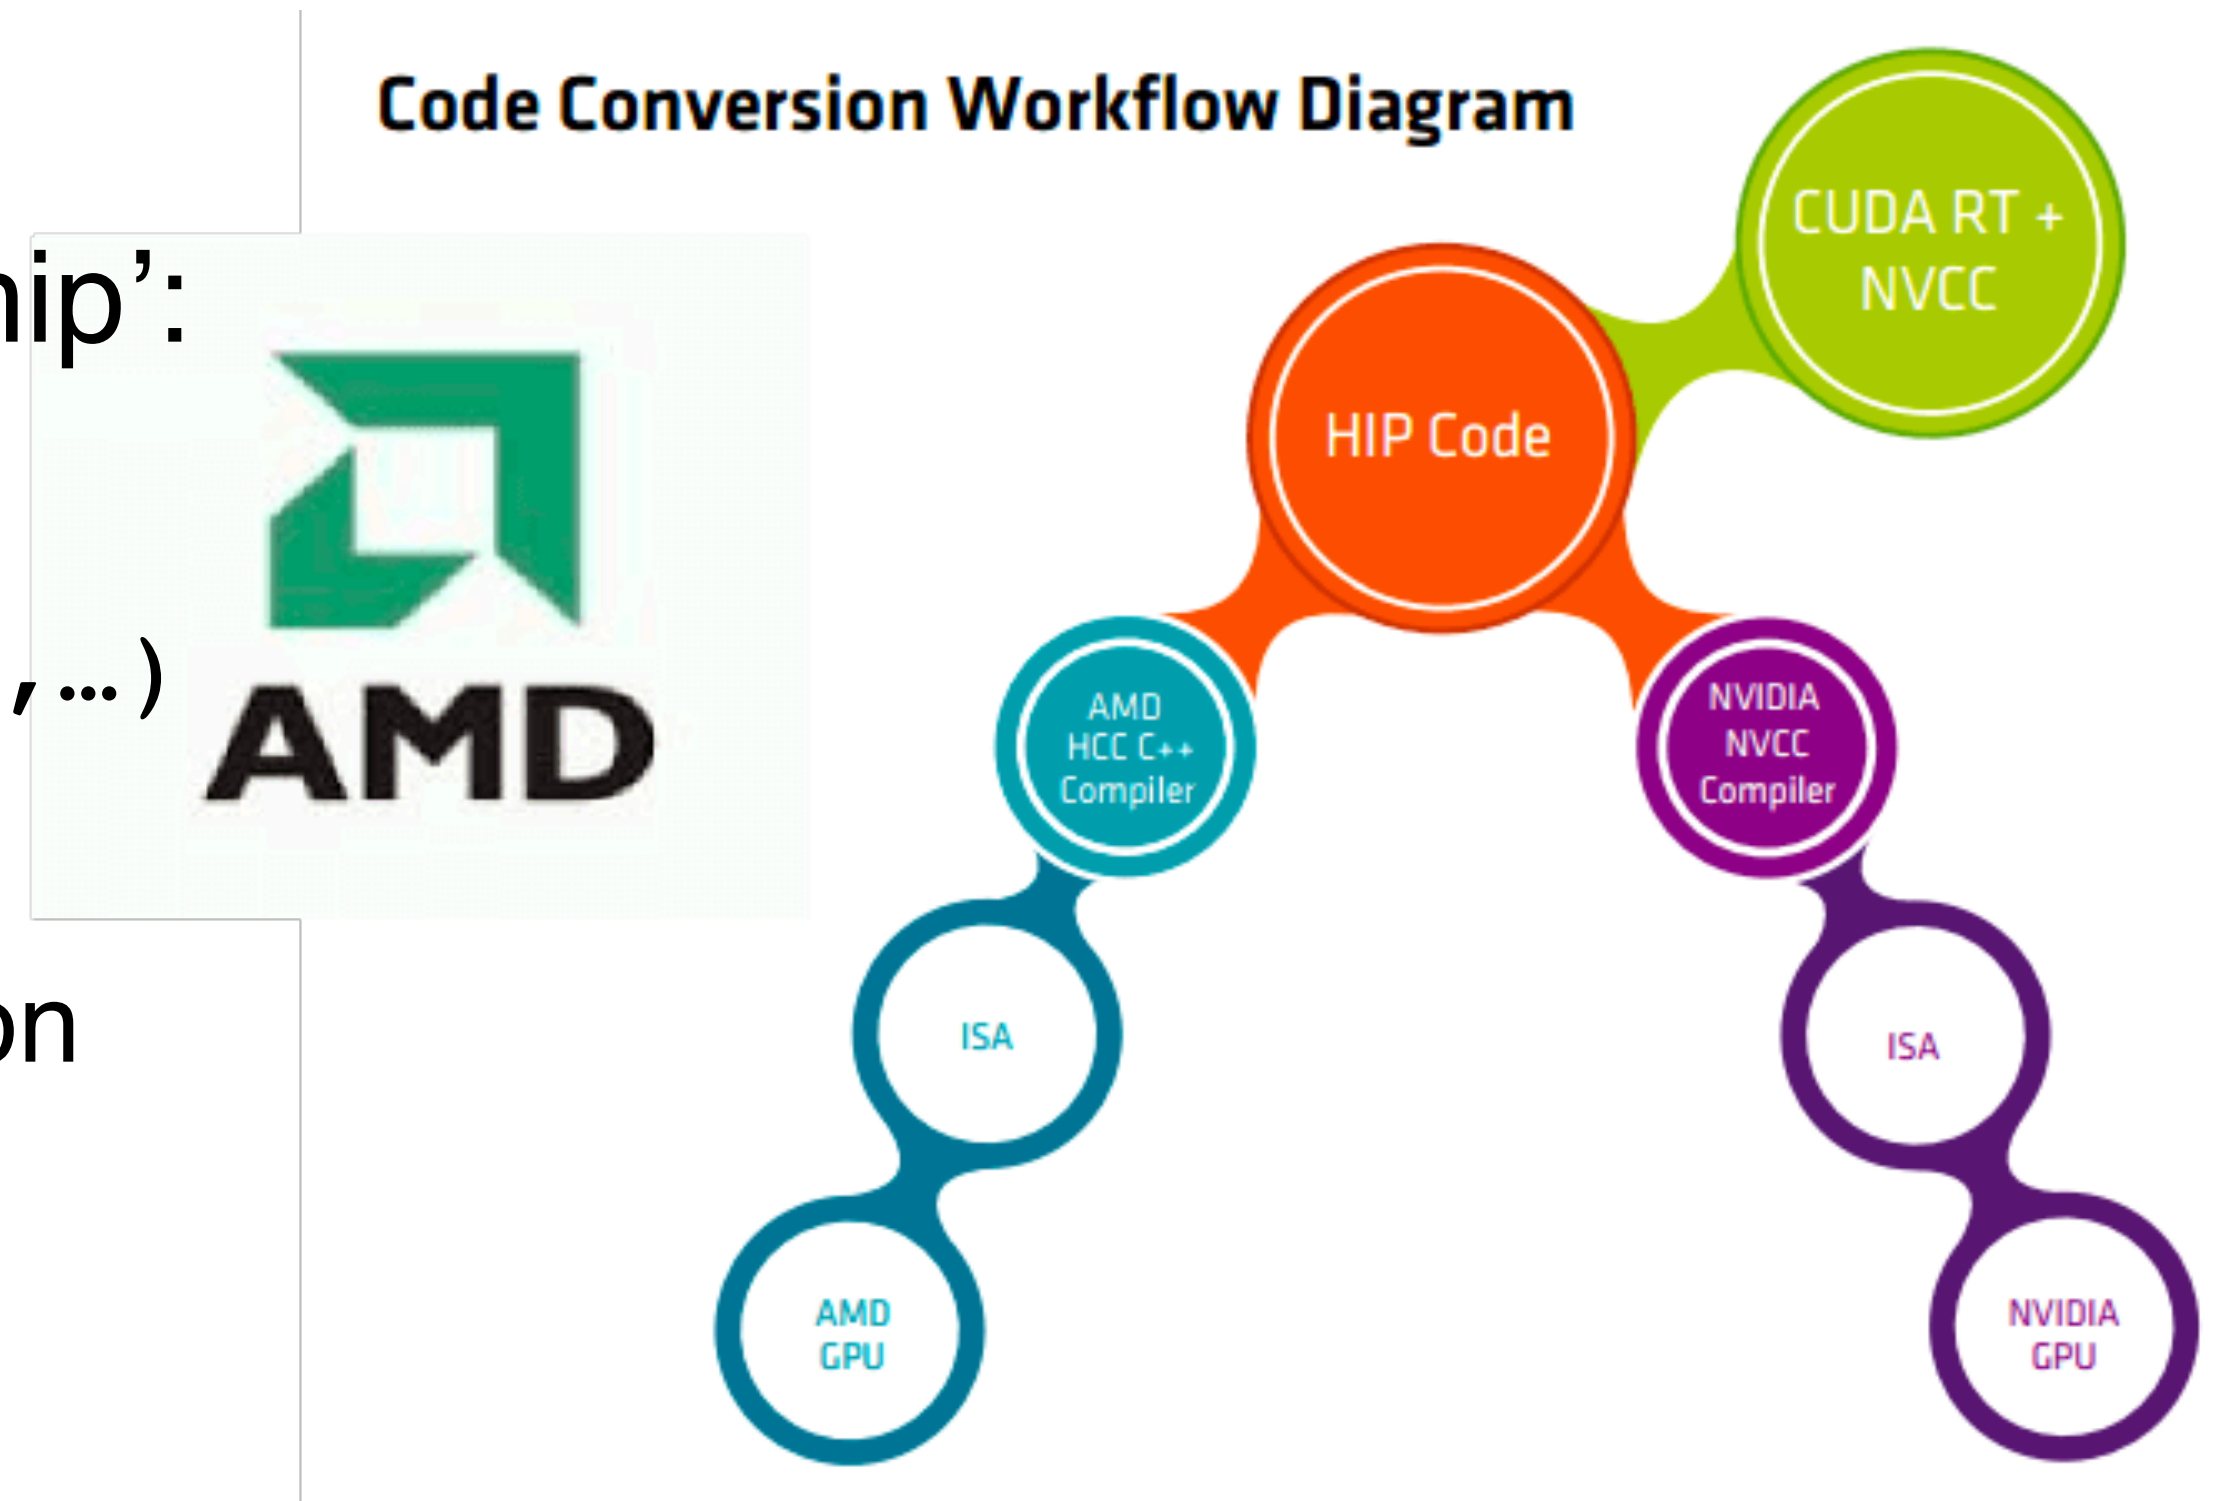 Code Conversion Workflow Diagram
CUDA RT +
NVCC
hip’:
HIP Code
,…)
AMD
AMD
HCC C++
Compiler
NVIDIA
NVCC
Compiler
on
ISA
ISA
AMD
GPU
NVIDIA
GPU